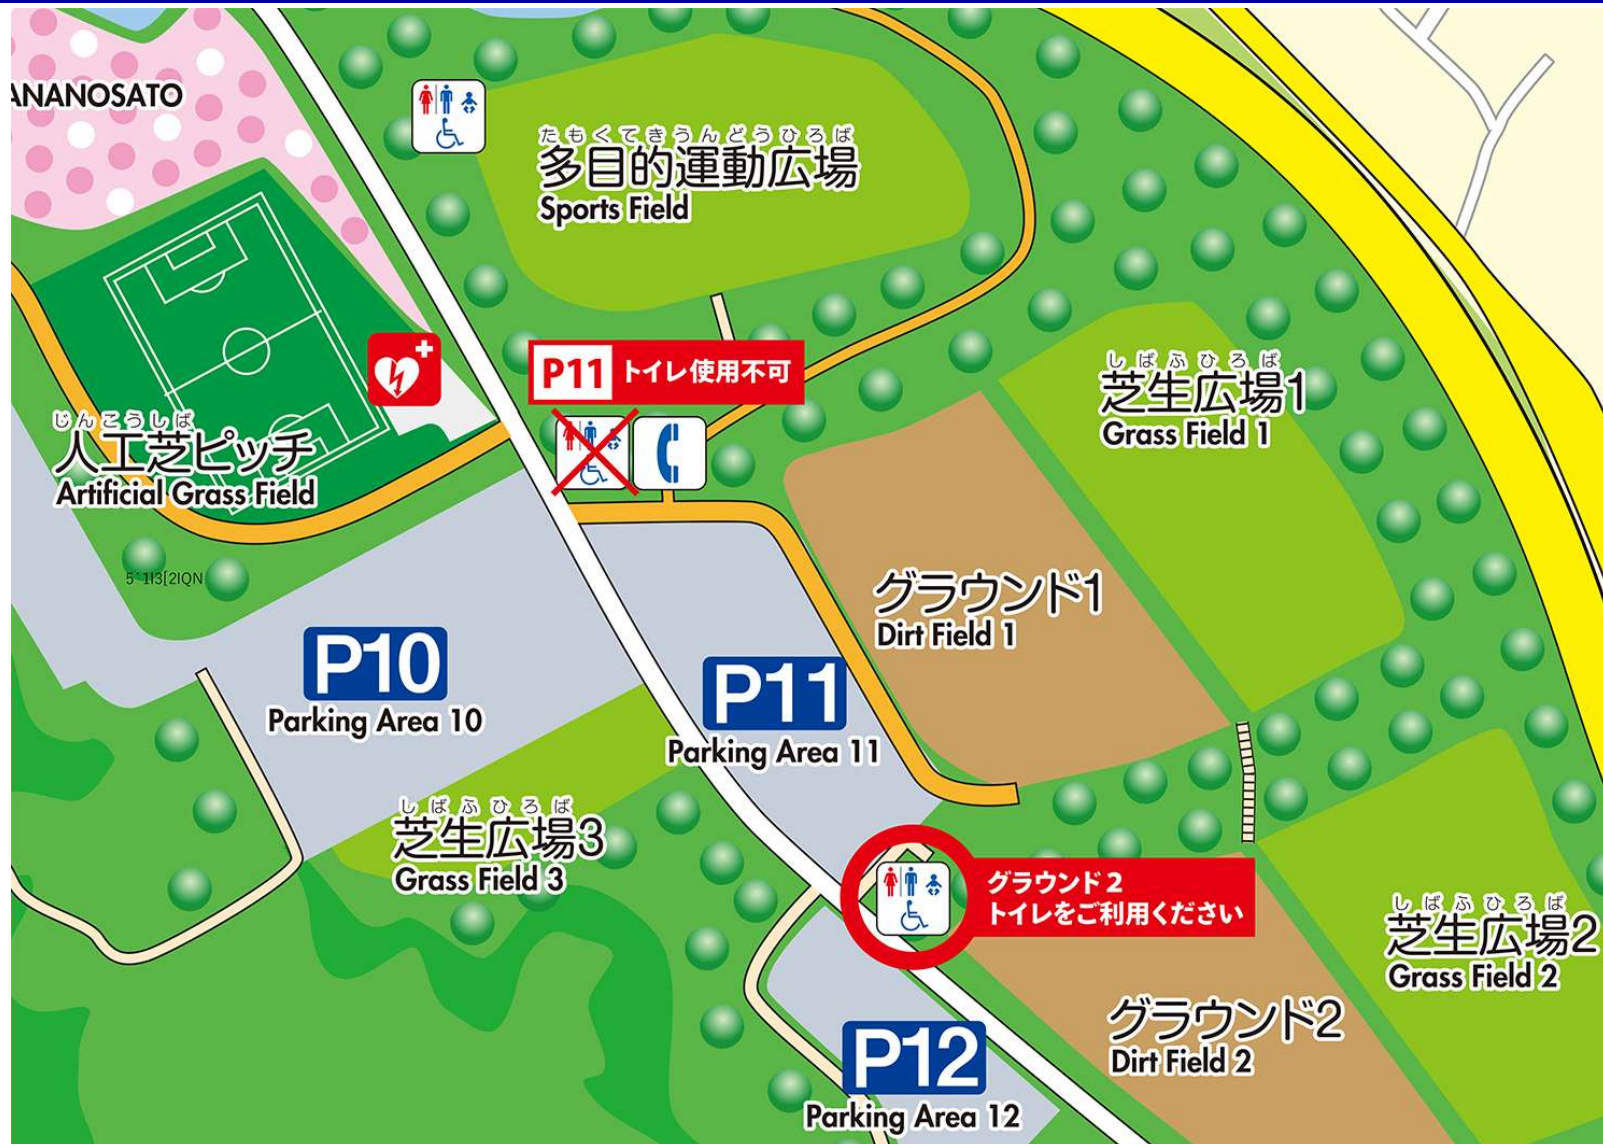 ANANOSATO
たもくてきうんどうひろば
多目的運動広場
Sports Field
P11 トイレ使用不可
しばふひろば
芝生広場1
Grass Field 1
じんこうしば
人工芝ピッチ
Artificial Grass Field
5`1I3[2IQN
グラウンド1
Dirt Field 1
P10
Parking Area 10
P11
Parking Area 11
しばふひろば
芝生広場3
Grass Field 3
グラウンド2
トイレをご利用ください
しばふひろば
芝生広場2
Grass Field 2
グラウンド2
Dirt Field 2
P12
Parking Area 12